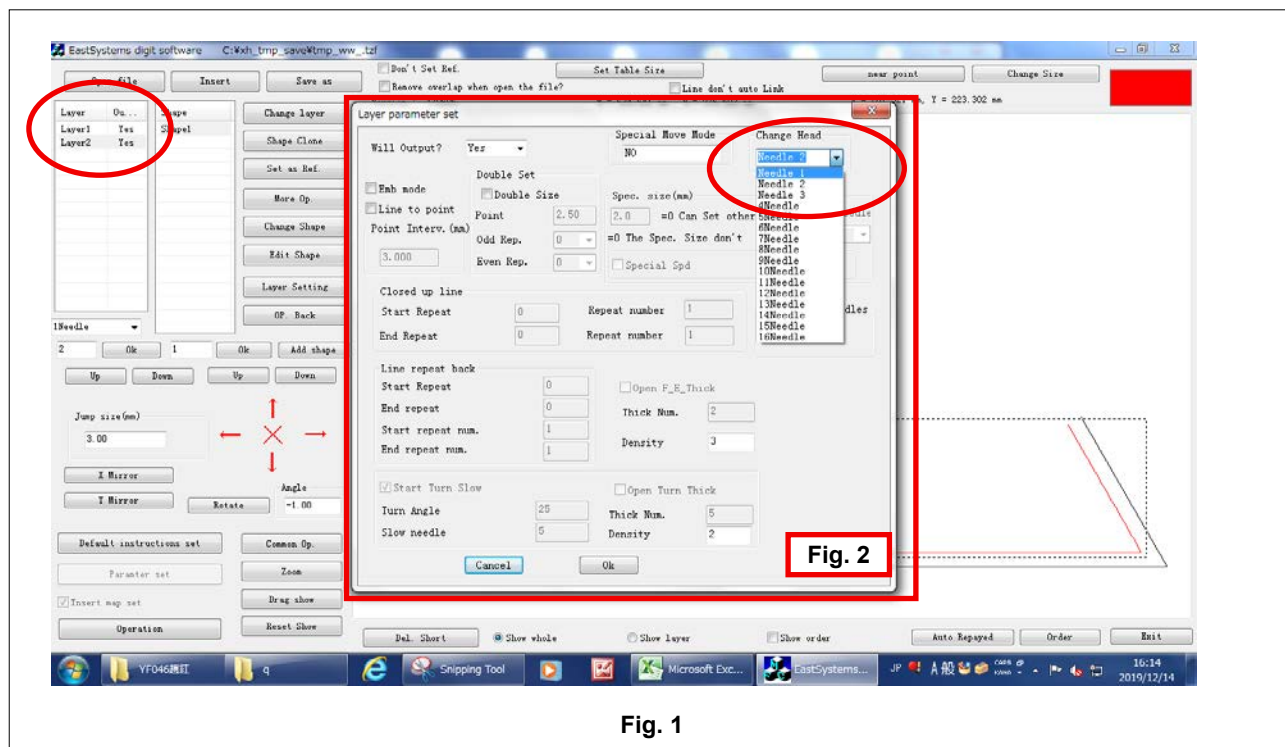 EastSystems digit software C:¥xh_tmp_save¥tmp_ww_.tzf
Open file Insert Save as
Don't Set Ref. Set Table Size near point Change Size
Remove overlap when open the file? Line don't auto Link
Y = 223.302 mm
Layer Ou... Shape
Layer1 Yes Shape1
Layer2 Yes
Change layer
Shape Clone
Set as Ref.
More Op.
Change Shape
Edit Shape
Layer Setting
OP. Back
1Needle
2 Ok 1 Ok Add shape
Up Down Up Down
Jump size(mm)
3.00
X Mirror
Y Mirror
Rotate
Angle
-1.00
Default instructions set Common Op.
Paramter set Zoom
Insert map set Drag show
Operation Reset Show
Layer parameter set
Will Output? Yes
Special Move Mode
NO
Change Head
Needle 2
Needle 1
Needle 2
Needle 3
4Needle
5Needle
6Needle
7Needle
8Needle
9Needle
10Needle
11Needle
12Needle
13Needle
14Needle
15Needle
16Needle
Emb mode
Line to point
Point Interv.(mm)
3.000
Double Set
Double Size
Point 2.50
Odd Rep. 0
Even Rep. 0
Spec. size(mm)
2.0 =0 Can Set other
=0 The Spec. Size don't
Special Spd
Closed up line
Start Repeat 0 Repeat number 1
End Repeat 0 Repeat number 1
dles
Line repeat back
Start Repeat 0
End repeat 0
Start repeat num. 1
End repeat num. 1
Open F_E_Thick
Thick Num. 2
Density 3
Start Turn Slow
Turn Angle 25
Slow needle 5
Open Turn Thick
Thick Num. 5
Density 2
Cancel Ok
Fig. 2
Del. Short Show whole Show layer Show order Auto Repayed Order Exit
q Snipping Tool Microsoft Exc... EastSystems... JP A 般 CAPS KANA 16:14
2019/12/14
Fig. 1